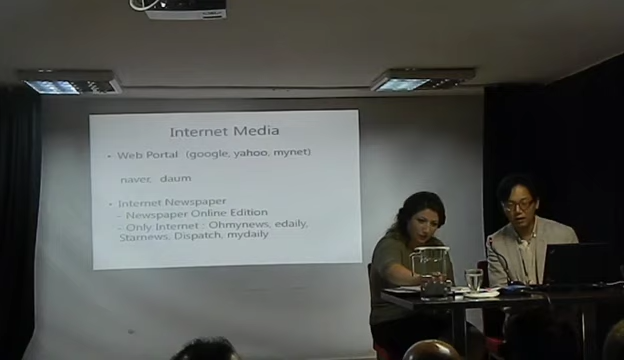 Internet Media
• Web Portal (google, yahoo, mynet)
naver, daum
• Internet Newspaper
- Newspaper Online Edition
- Only Internet : Ohmynews, edaily,
Starnews, Dispatch, mydaily